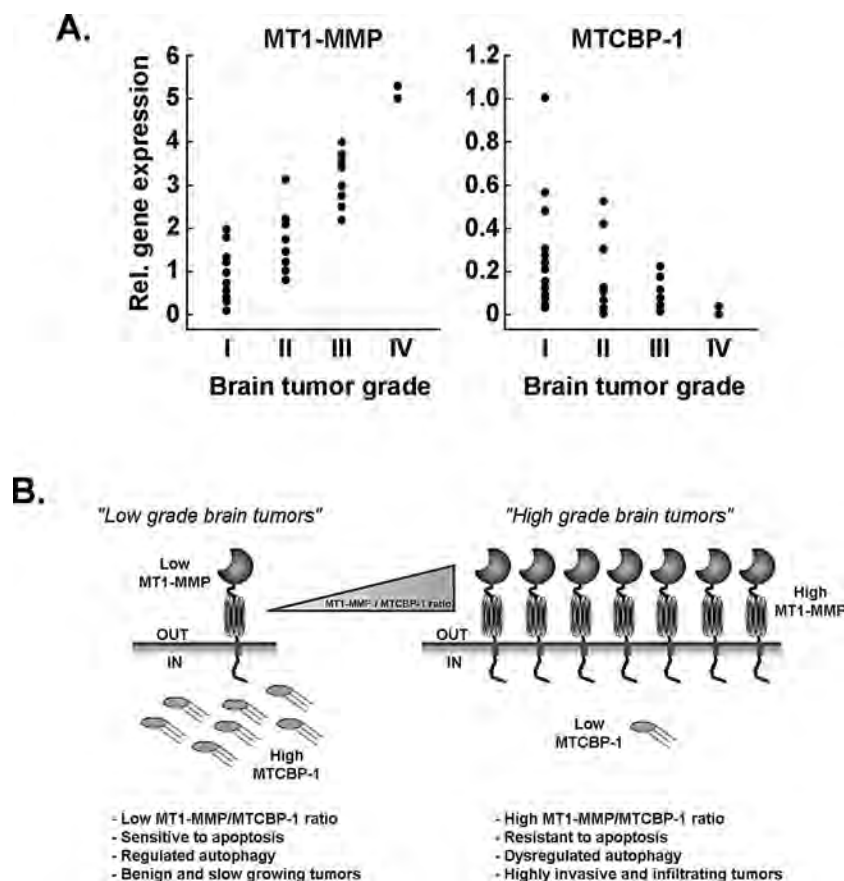 A.
MT1-MMP
MTCBP-1
Rel. gene expression
6
5
4
3
2
1
0
I II III IV
Brain tumor grade
1.2
1.0
0.8
0.6
0.4
0.2
0
I II III IV
Brain tumor grade
B.
"Low grade brain tumors"
"High grade brain tumors"
Low
MT1-MMP
MT1-MMP / MTCBP-1 ratio
High
MT1-MMP
OUT
IN
OUT
IN
High
MTCBP-1
Low
MTCBP-1
- Low MT1-MMP/MTCBP-1 ratio
- Sensitive to apoptosis
- Regulated autophagy
- Benign and slow growing tumors
- High MT1-MMP/MTCBP-1 ratio
- Resistant to apoptosis
- Dysregulated autophagy
- Highly invasive and infiltrating tumors